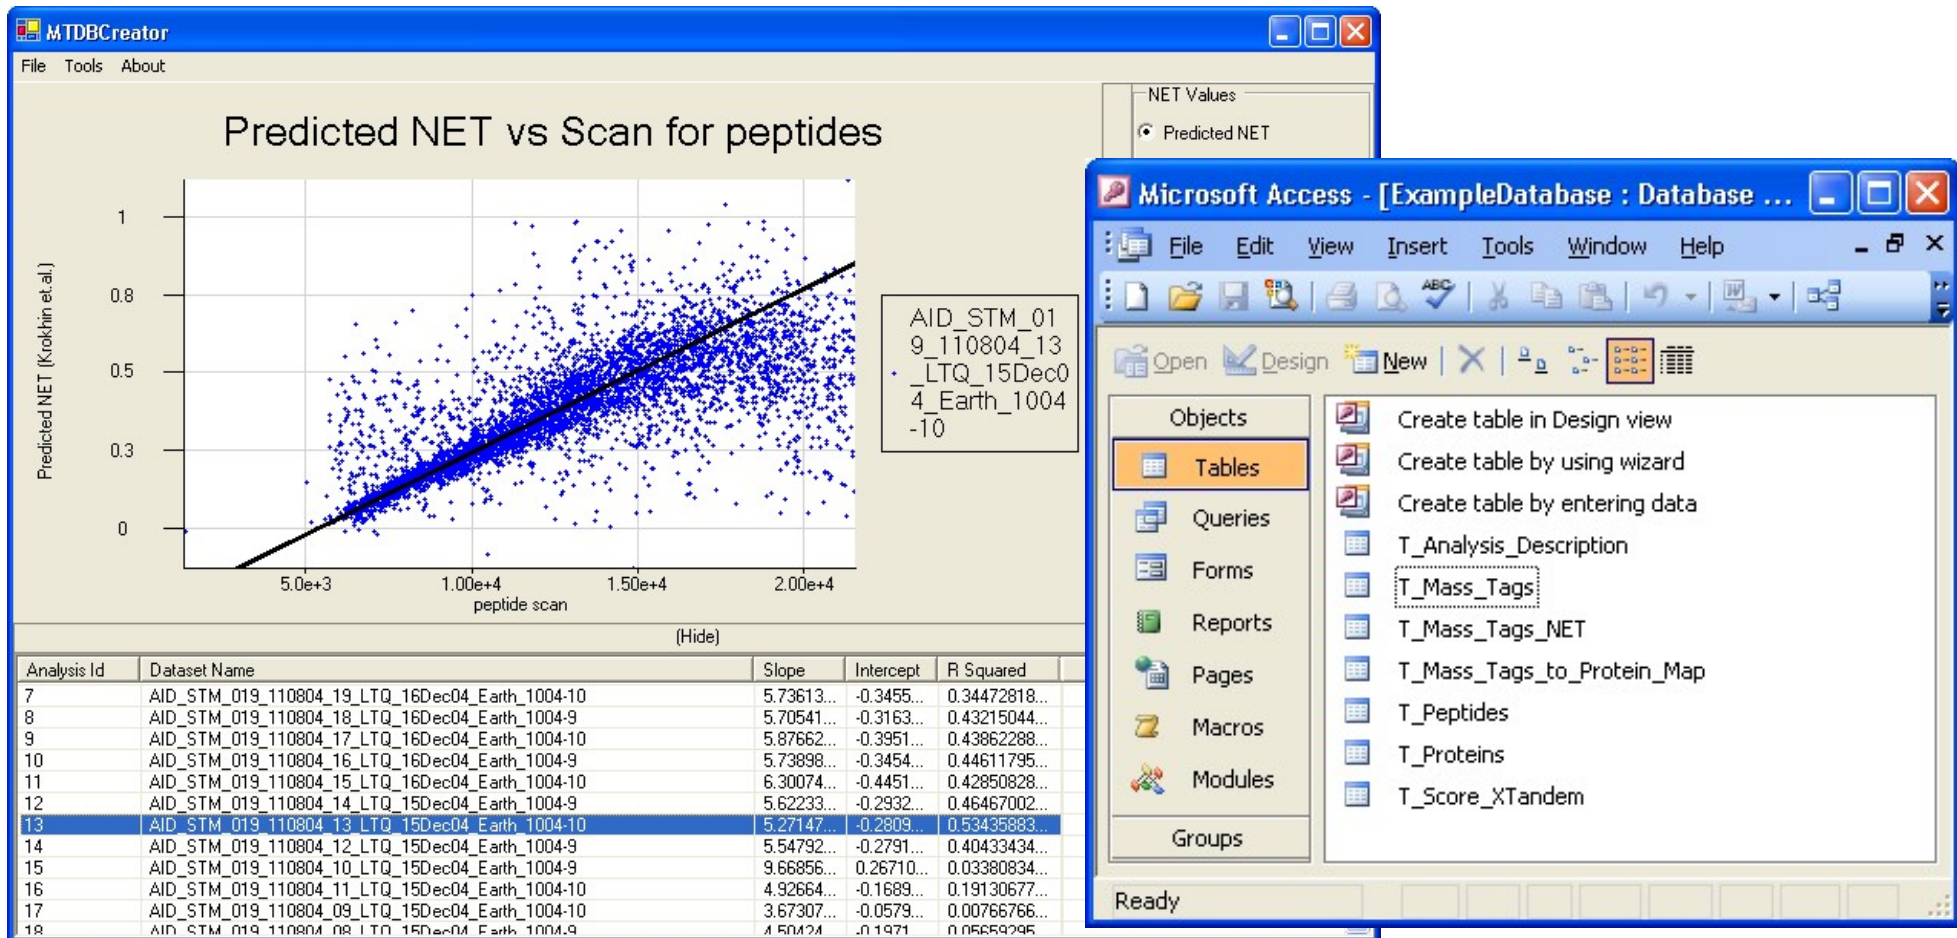 MTDBCreator
File Tools About
Predicted NET vs Scan for peptides
NET Values
Predicted NET
Predicted NET (Krokhin et.al.)
1
0.8
0.5
0.3
0
5.0e+3 1.00e+4 1.50e+4 2.00e+4
peptide scan
AID_STM_01
9_110804_13
_LTQ_15Dec0
4_Earth_1004
-10
(Hide)
Analysis Id Dataset Name Slope Intercept R Squared
7 AID_STM_019_110804_19_LTQ_16Dec04_Earth_1004-10 5.73613... -0.3455... 0.34472818...
8 AID_STM_019_110804_18_LTQ_16Dec04_Earth_1004-9 5.70541... -0.3163... 0.43215044...
9 AID_STM_019_110804_17_LTQ_16Dec04_Earth_1004-10 5.87662... -0.3951... 0.43862288...
10 AID_STM_019_110804_16_LTQ_16Dec04_Earth_1004-9 5.73898... -0.3454... 0.44611795...
11 AID_STM_019_110804_15_LTQ_16Dec04_Earth_1004-10 6.30074... -0.4451... 0.42850828...
12 AID_STM_019_110804_14_LTQ_15Dec04_Earth_1004-9 5.62233... -0.2932... 0.46467002...
13 AID_STM_019_110804_13_LTQ_15Dec04_Earth_1004-10 5.27147... -0.2809... 0.53435883...
14 AID_STM_019_110804_12_LTQ_15Dec04_Earth_1004-9 5.54792... -0.2791... 0.40433434...
15 AID_STM_019_110804_10_LTQ_15Dec04_Earth_1004-9 9.66856... 0.26710... 0.03380834...
16 AID_STM_019_110804_11_LTQ_15Dec04_Earth_1004-10 4.92664... -0.1689... 0.19130677...
17 AID_STM_019_110804_09_LTQ_15Dec04_Earth_1004-10 3.67307... -0.0579... 0.00766766...
18 AID_STM_019_110804_08_LTQ_15Dec04_Earth_1004-9 4.50424... -0.1971... 0.05659295...
Microsoft Access - [ExampleDatabase : Database ...
File Edit View Insert Tools Window Help
ABC W
Open Design New
Objects
Tables
Queries
Forms
Reports
Pages
Macros
Modules
Groups
Create table in Design view
Create table by using wizard
Create table by entering data
T_Analysis_Description
T_Mass_Tags
T_Mass_Tags_NET
T_Mass_Tags_to_Protein_Map
T_Peptides
T_Proteins
T_Score_XTandem
Ready